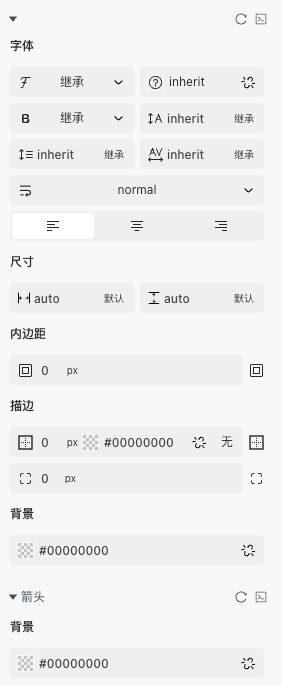 字体
继承 inherit
B 继承 A inherit 继承
inherit 继承 AV inherit 继承
normal
尺寸
auto 默认 auto 默认
内边距
0 px
描边
0 px #00000000 无
0 px
背景
#00000000
箭头
背景
#00000000